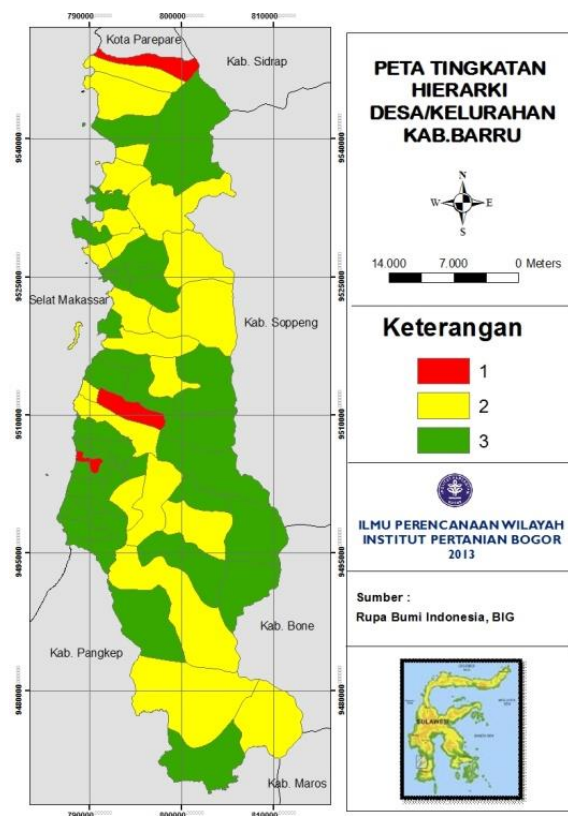 790000 800000 810000
Kota Parepare
Kab. Sidrap
9540000 9540000
9525000 9525000
Selat Makassar
Kab. Soppeng
9510000 9510000
9495000 9495000
Kab. Bone
Kab. Pangkep
9480000 9480000
Kab. Maros
790000 800000 810000
PETA TINGKATAN
HIERARKI
DESA/KELURAHAN
KAB.BARRU
N
W E
S
14.000 7.000 0 Meters
Keterangan
1
2
3
ILMU PERENCANAAN WILAYAH
INSTITUT PERTANIAN BOGOR
2013
Sumber :
Rupa Bumi Indonesia, BIG
SULAWESI